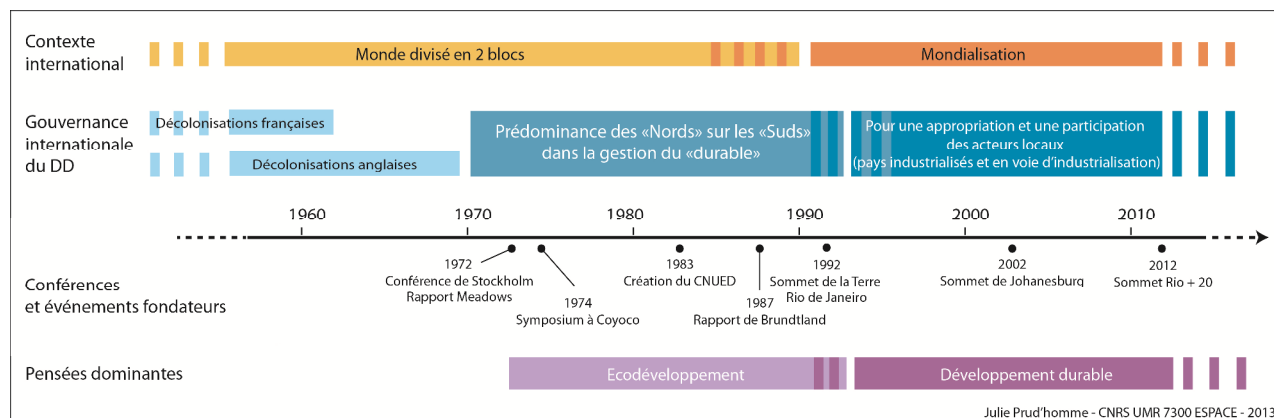 Contexte
international
Monde divisé en 2 blocs
Mondialisation
Gouvernance
internationale
du DD
Décolonisations françaises
Décolonisations anglaises
Prédominance des «Nords» sur les «Suds»
dans la gestion du «durable»
Pour une appropriation et une participation
des acteurs locaux
(pays industrialisés et en voie d'industrialisation)
1960
1970
1980
1990
2000
2010
Conférences
et événements fondateurs
1972
Conférence de Stockholm
Rapport Meadows
1974
Symposium à Coyoco
1983
Création du CNUED
1987
Rapport de Brundtland
1992
Sommet de la Terre
Rio de Janeiro
2002
Sommet de Johanesburg
2012
Sommet Rio + 20
Pensées dominantes
Ecodéveloppement
Développement durable
Julie Prud'homme - CNRS UMR 7300 ESPACE - 2013